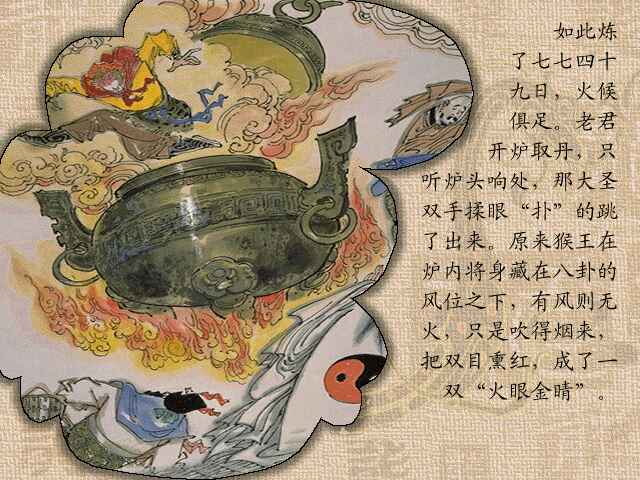 如此炼
了七七四十
九日，火候
俱足。老君
开炉取丹，只
听炉头响处，那大圣
双手揉眼“扑”的跳
了出来。原来猴王在
炉内将身藏在八卦的
风位之下，有风则无
火，只是吹得烟来，
把双目熏红，成了一
双“火眼金睛”。